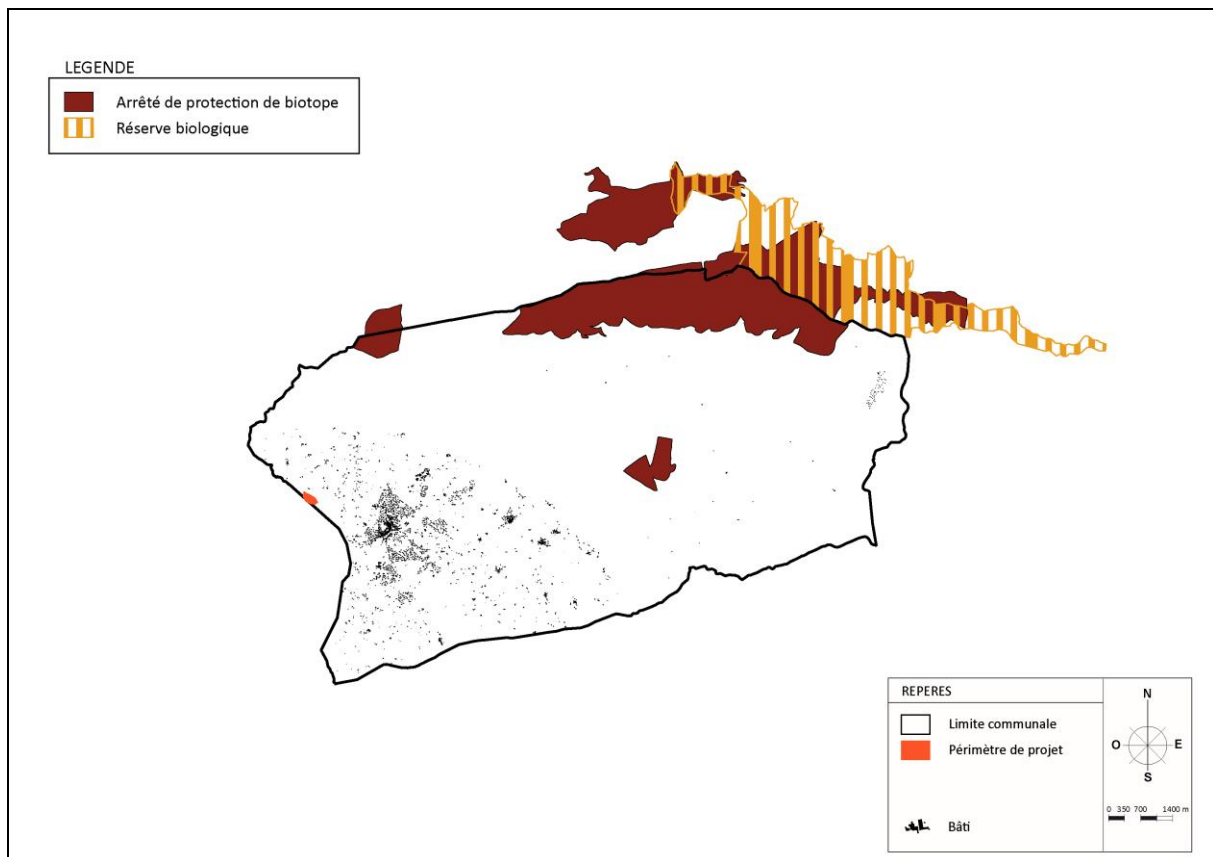 LEGENDE
Arrêté de protection de biotope
Réserve biologique
REPERES
Limite communale
Périmètre de projet
Bâti
N
O E
S
0 350 700 1400 m